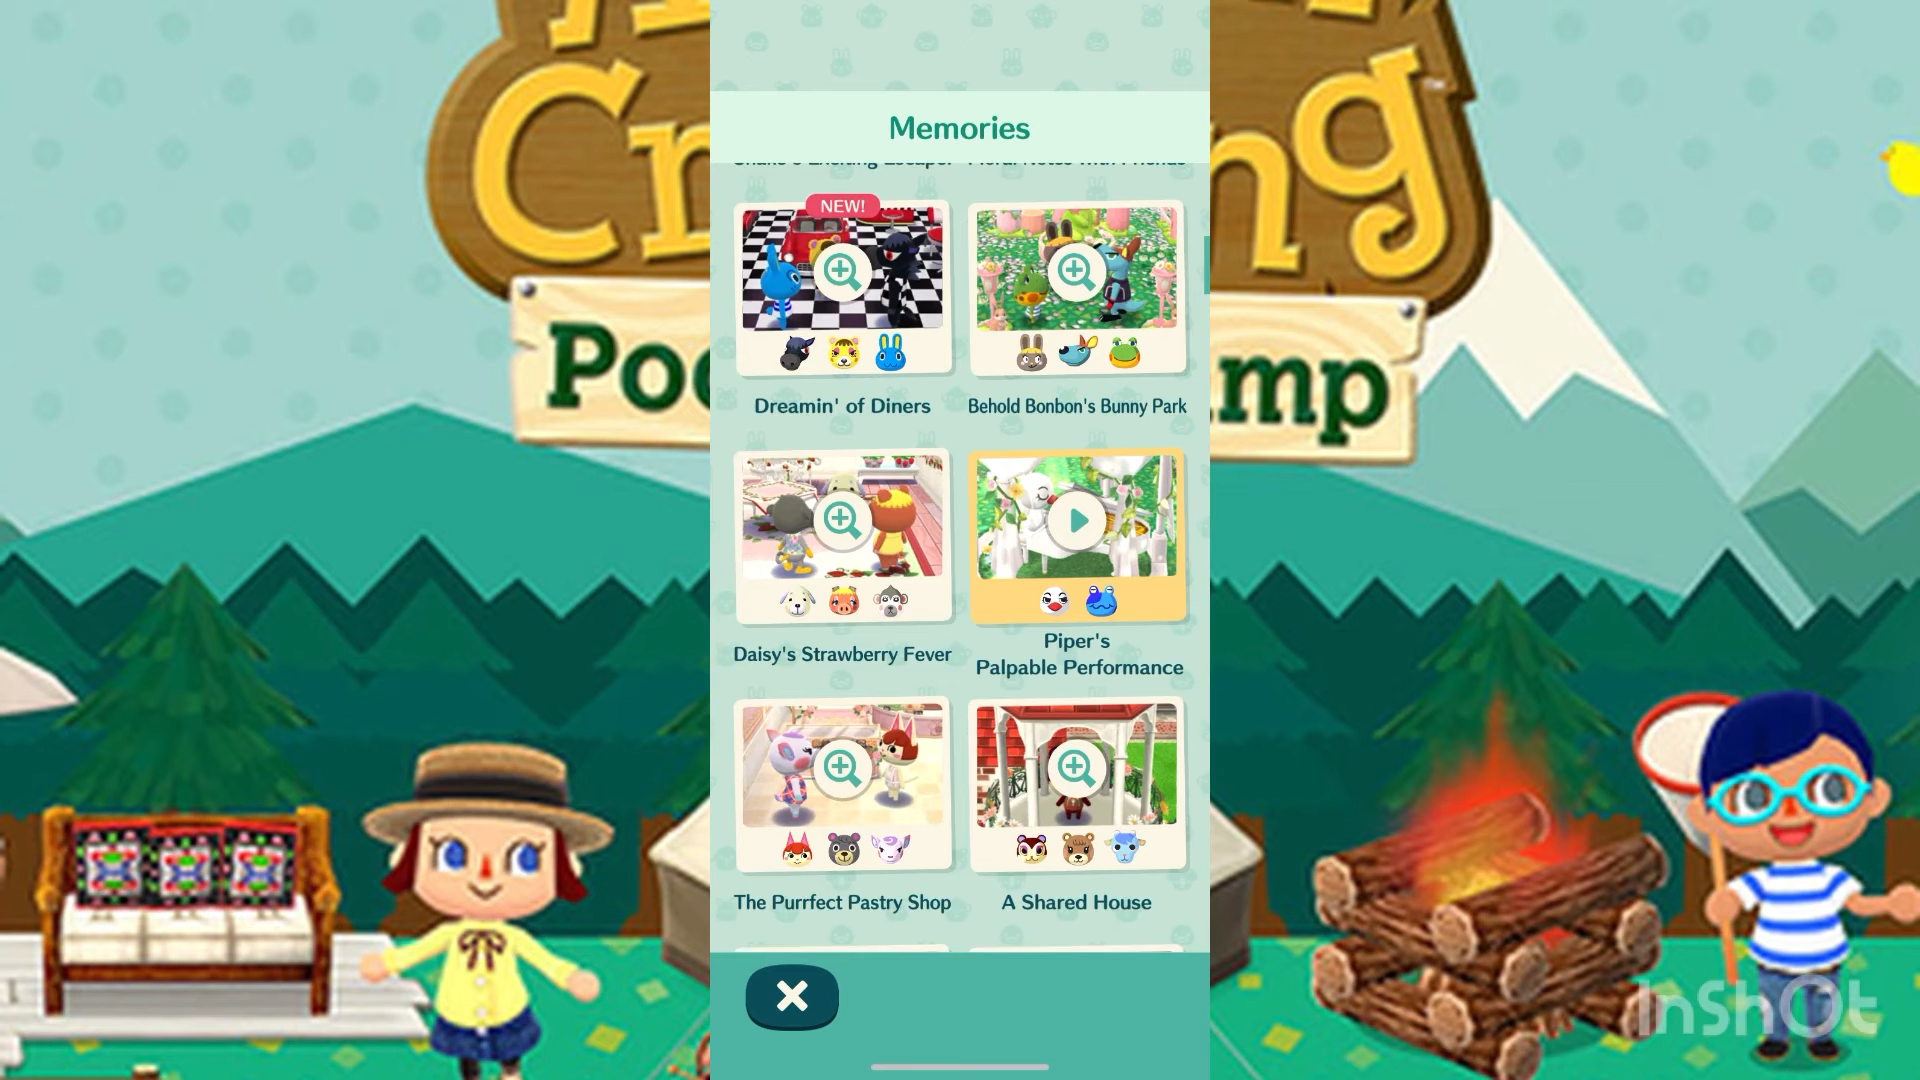 Memories
NEW!
Dreamin' of Diners
Behold Bonbon's Bunny Park
Daisy's Strawberry Fever
Piper's
Palpable Performance
The Purrfect Pastry Shop
A Shared House
InShOt